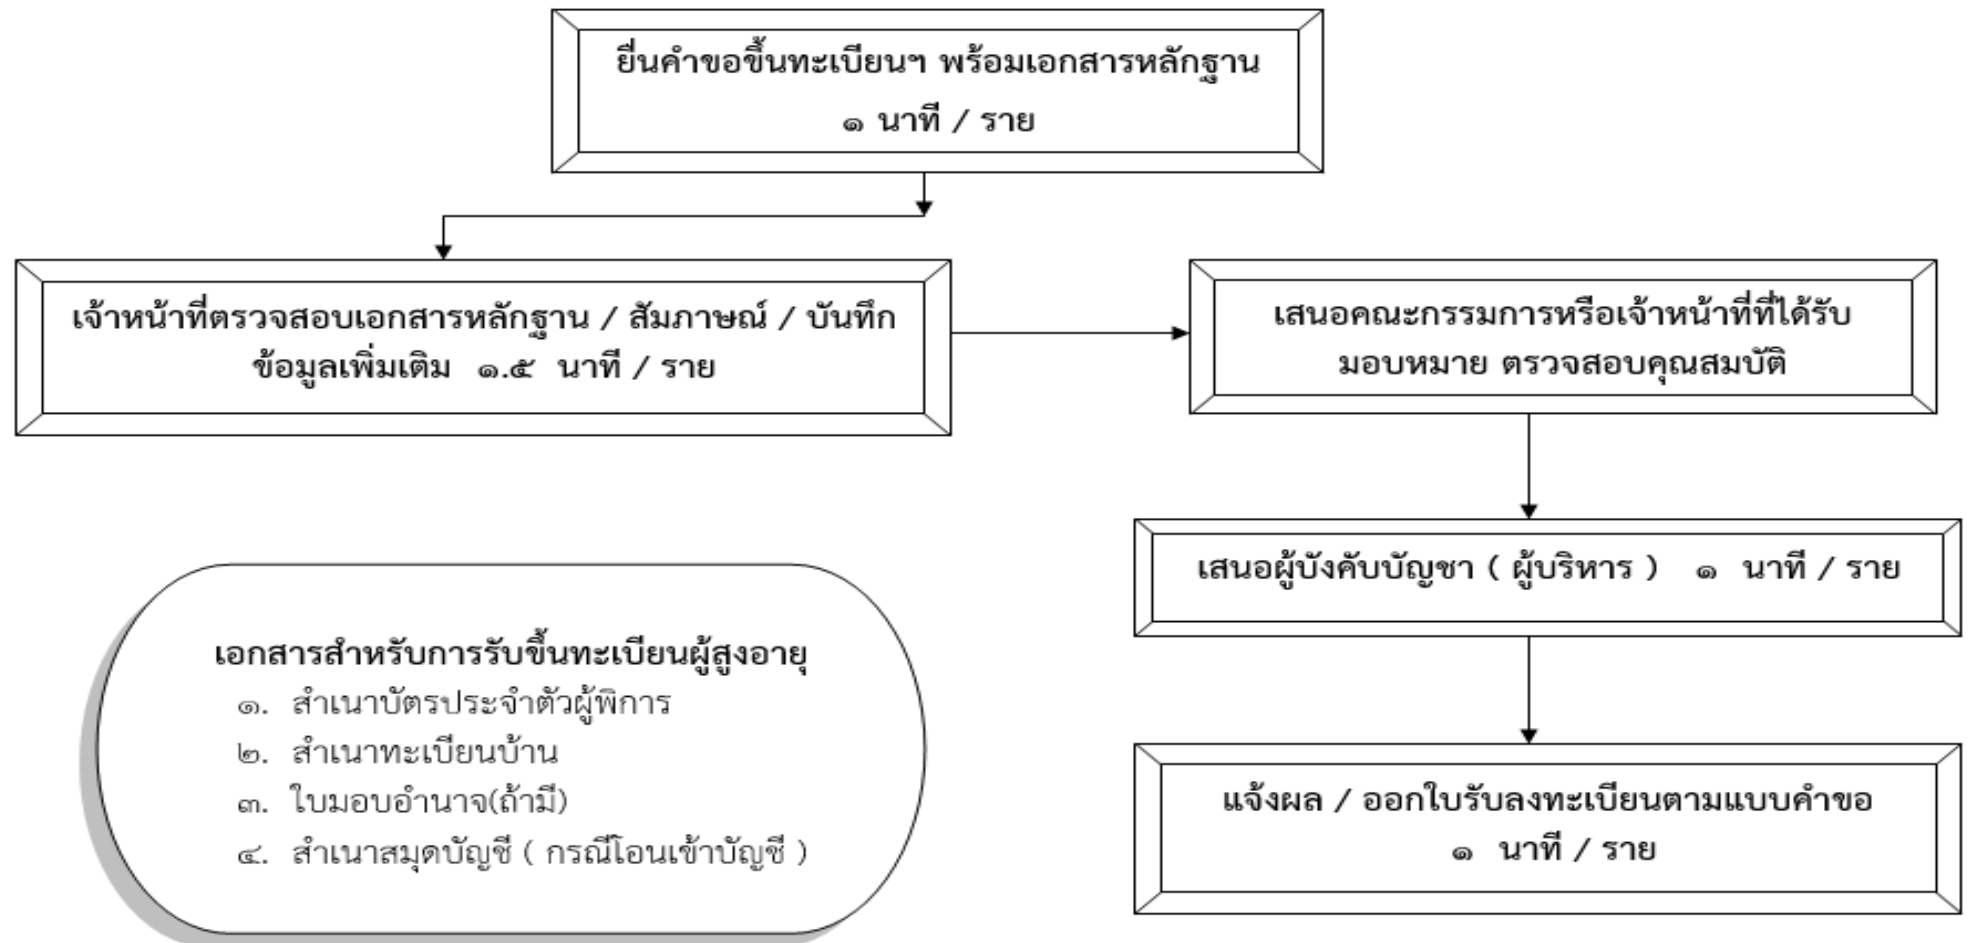 ยื่นคำขอขึ้นทะเบียนฯ พร้อมเอกสารหลักฐาน
๑ นาที / ราย
เจ้าหน้าที่ตรวจสอบเอกสารหลักฐาน / สัมภาษณ์ / บันทึก
ข้อมูลเพิ่มเติม ๑.๕ นาที / ราย
เสนอคณะกรรมการหรือเจ้าหน้าที่ที่ได้รับ
มอบหมาย ตรวจสอบคุณสมบัติ
เสนอผู้บังคับบัญชา ( ผู้บริหาร ) ๑ นาที / ราย
แจ้งผล / ออกใบรับลงทะเบียนตามแบบคำขอ
๑ นาที / ราย
เอกสารสำหรับการรับขึ้นทะเบียนผู้สูงอายุ
๑. สำเนาบัตรประจำตัวผู้พิการ
๒. สำเนาทะเบียนบ้าน
๓. ใบมอบอำนาจ(ถ้ามี)
๔. สำเนาสมุดบัญชี ( กรณีโอนเข้าบัญชี )